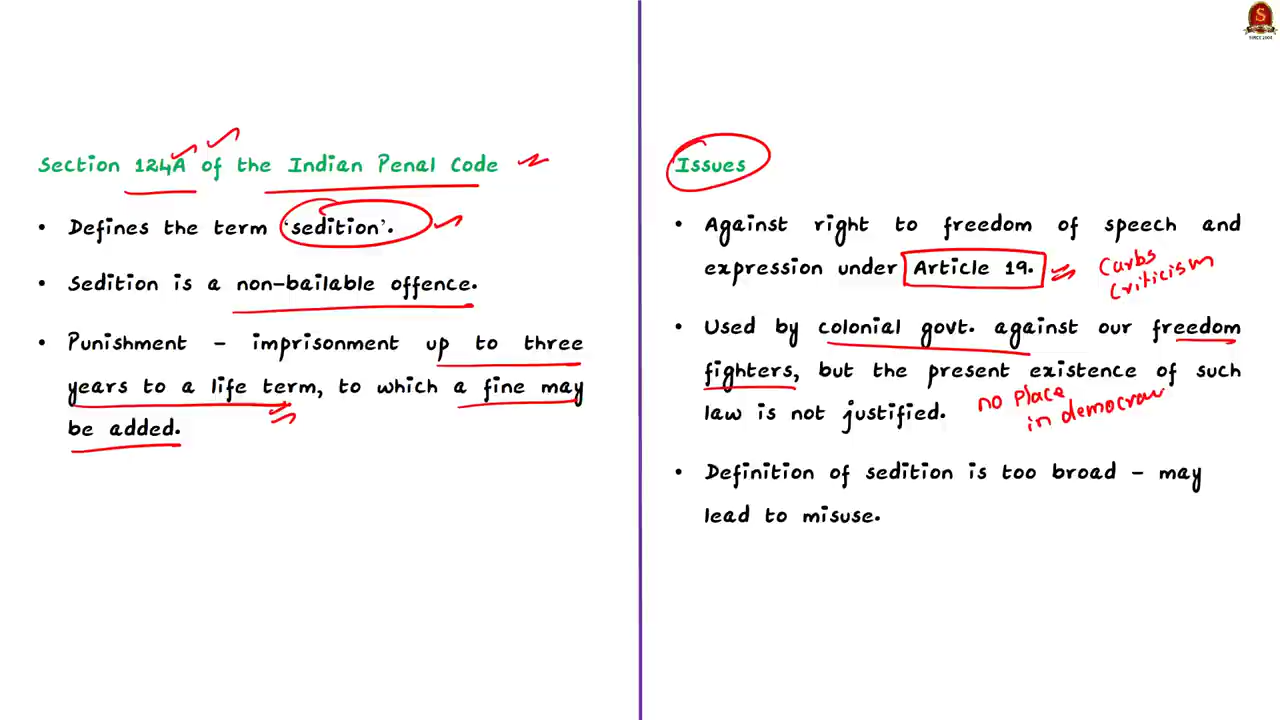 Section 124A of the Indian Penal Code
• Defines the term 'sedition'.
• Sedition is a non-bailable offence.
• Punishment – imprisonment up to three
years to a life term, to which a fine may
be added.
Issues
• Against right to freedom of speech and
expression under Article 19.
Curbs
Criticism
• Used by colonial govt. against our freedom
fighters, but the present existence of such
law is not justified.
no place
in democracy
• Definition of sedition is too broad – may
lead to misuse.
S
SINCE 2004